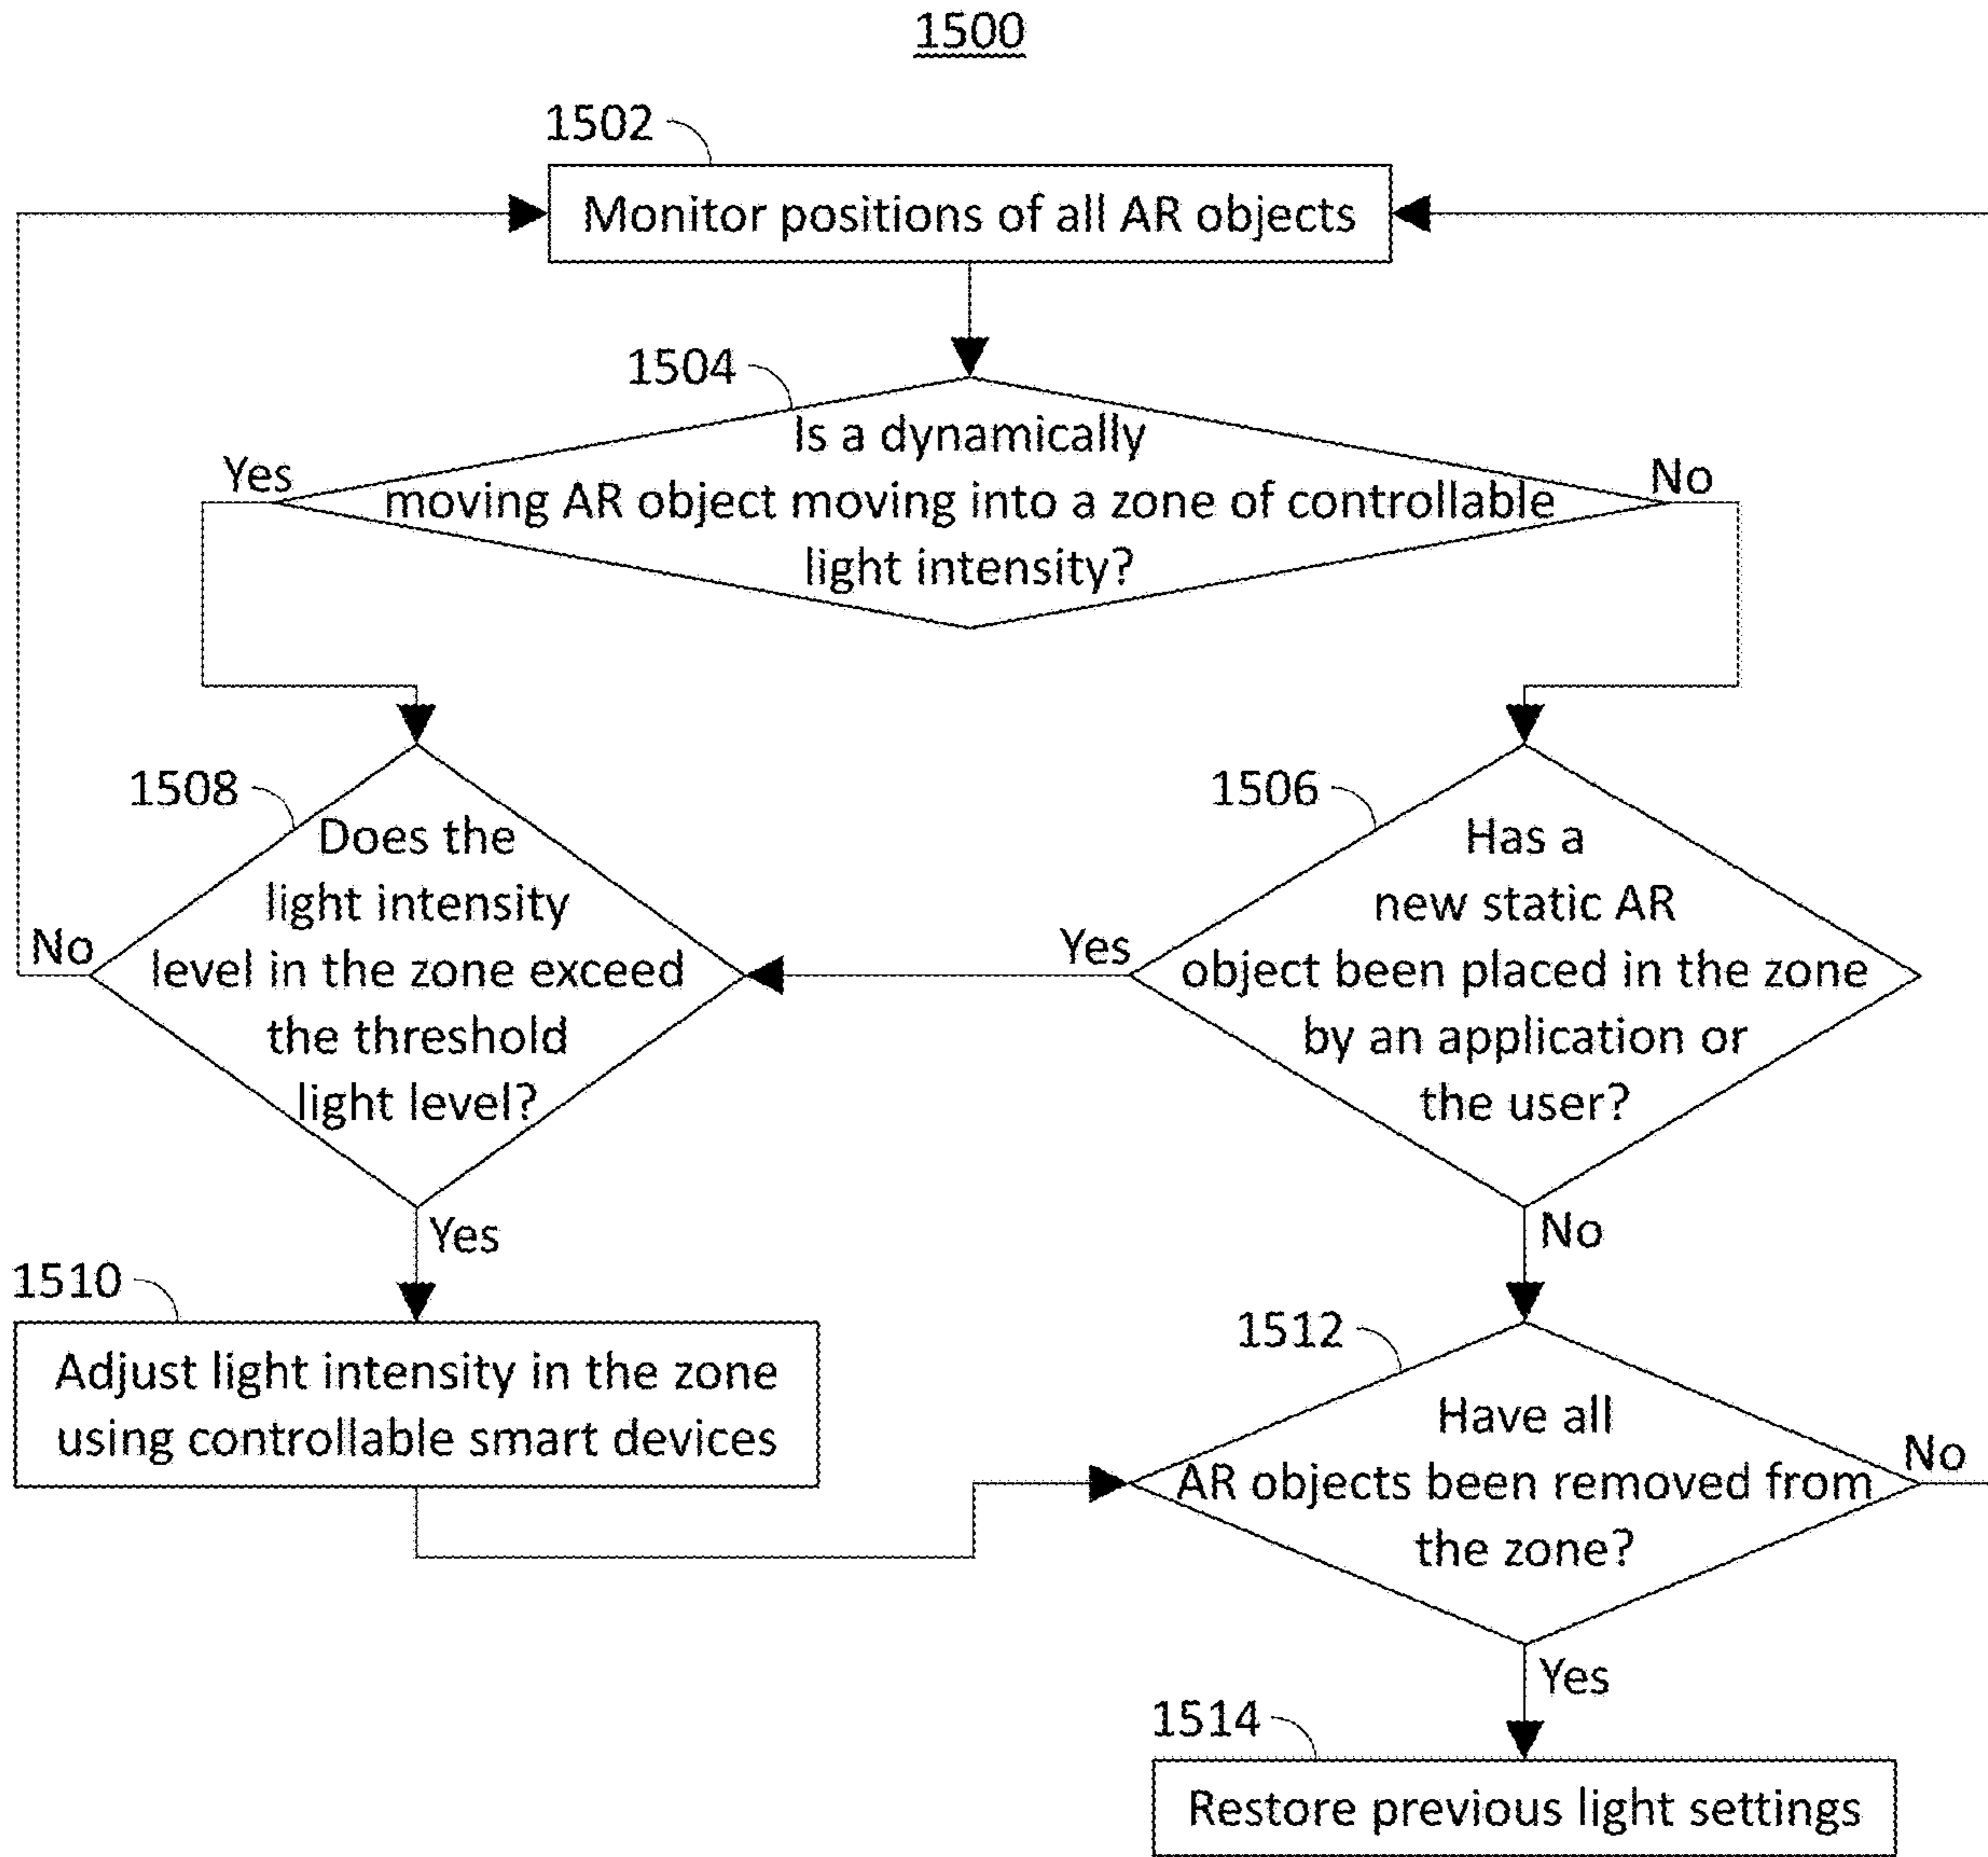 1500
1502
Monitor positions of all AR objects
1504
Is a dynamically
moving AR object moving into a zone of controllable
light intensity?
Yes
No
1508
Does the
light intensity
level in the zone exceed
the threshold
light level?
No
Yes
1506
Has a
new static AR
object been placed in the zone
by an application or
the user?
Yes
No
1510
Adjust light intensity in the zone
using controllable smart devices
1512
Have all
AR objects been removed from
the zone?
No
Yes
1514
Restore previous light settings